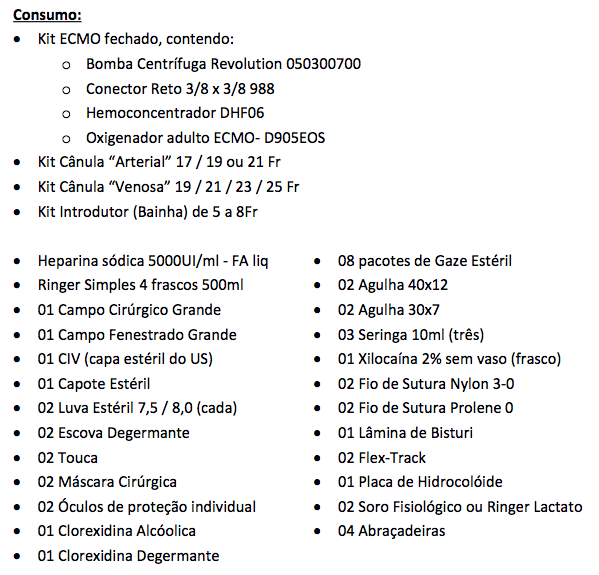 Consumo:
• Kit ECMO fechado, contendo:
o Bomba Centrífuga Revolution 050300700
o Conector Reto 3/8 x 3/8 988
o Hemoconcentrador DHF06
o Oxigenador adulto ECMO- D905EOS
• Kit Cânula “Arterial” 17 / 19 ou 21 Fr
• Kit Cânula “Venosa” 19 / 21 / 23 / 25 Fr
• Kit Introdutor (Bainha) de 5 a 8Fr
• Heparina sódica 5000UI/ml - FA liq
• Ringer Simples 4 frascos 500ml
• 01 Campo Cirúrgico Grande
• 01 Campo Fenestrado Grande
• 01 CIV (capa estéril do US)
• 01 Capote Estéril
• 02 Luva Estéril 7,5 / 8,0 (cada)
• 02 Escova Degermante
• 02 Touca
• 02 Máscara Cirúrgica
• 02 Óculos de proteção individual
• 01 Clorexidina Alcóolica
• 01 Clorexidina Degermante
• 08 pacotes de Gaze Estéril
• 02 Agulha 40x12
• 02 Agulha 30x7
• 03 Seringa 10ml (três)
• 01 Xilocaína 2% sem vaso (frasco)
• 02 Fio de Sutura Nylon 3-0
• 02 Fio de Sutura Prolene 0
• 01 Lâmina de Bisturi
• 02 Flex-Track
• 01 Placa de Hidrocolóide
• 02 Soro Fisiológico ou Ringer Lactato
• 04 Abraçadeiras